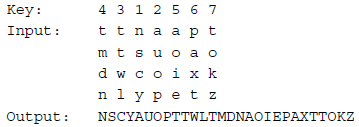 Key: 4 3 1 2 5 6 7
Input: t t n a a p t
m t s u o a o
d w c o i x k
n l y p e t z
Output: NSCYAUOPTTWLTMDNAOIEPAXTTOKZ